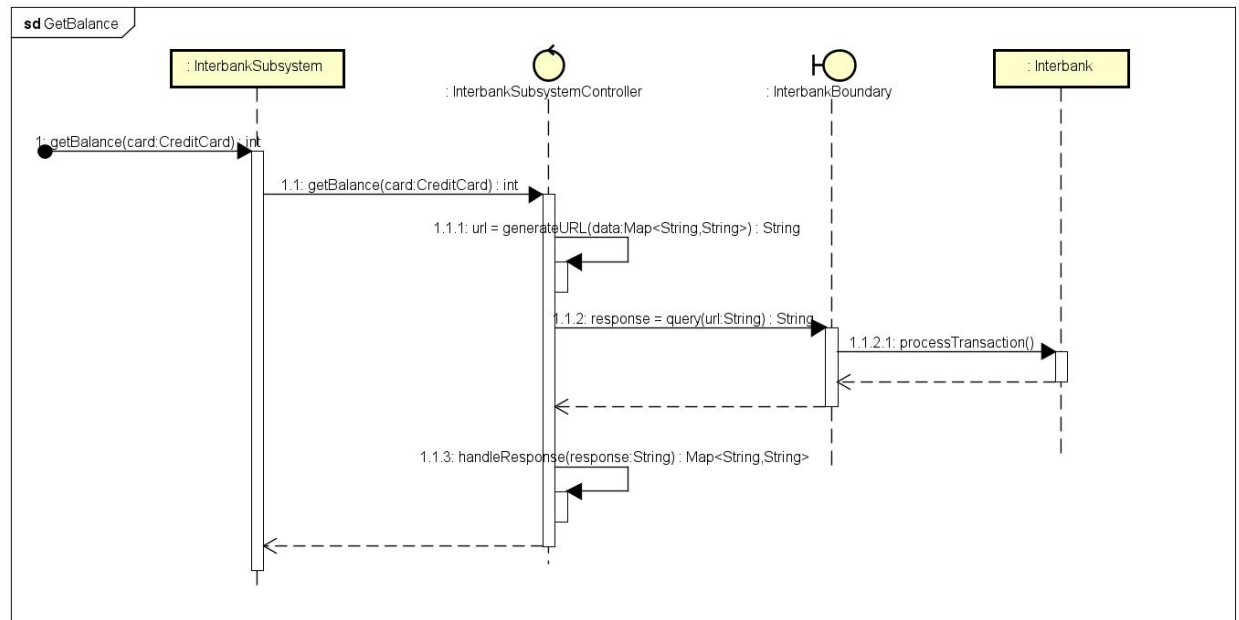 sd GetBalance
: InterbankSubsystem
: InterbankSubsystemController
: InterbankBoundary
: Interbank
1: getBalance(card:CreditCard) : int
1.1: getBalance(card:CreditCard) : int
1.1.1: url = generateURL(data:Map<String,String>) : String
1.1.2: response = query(url:String) : String
1.1.2.1: processTransaction()
1.1.3: handleResponse(response:String) : Map<String,String>